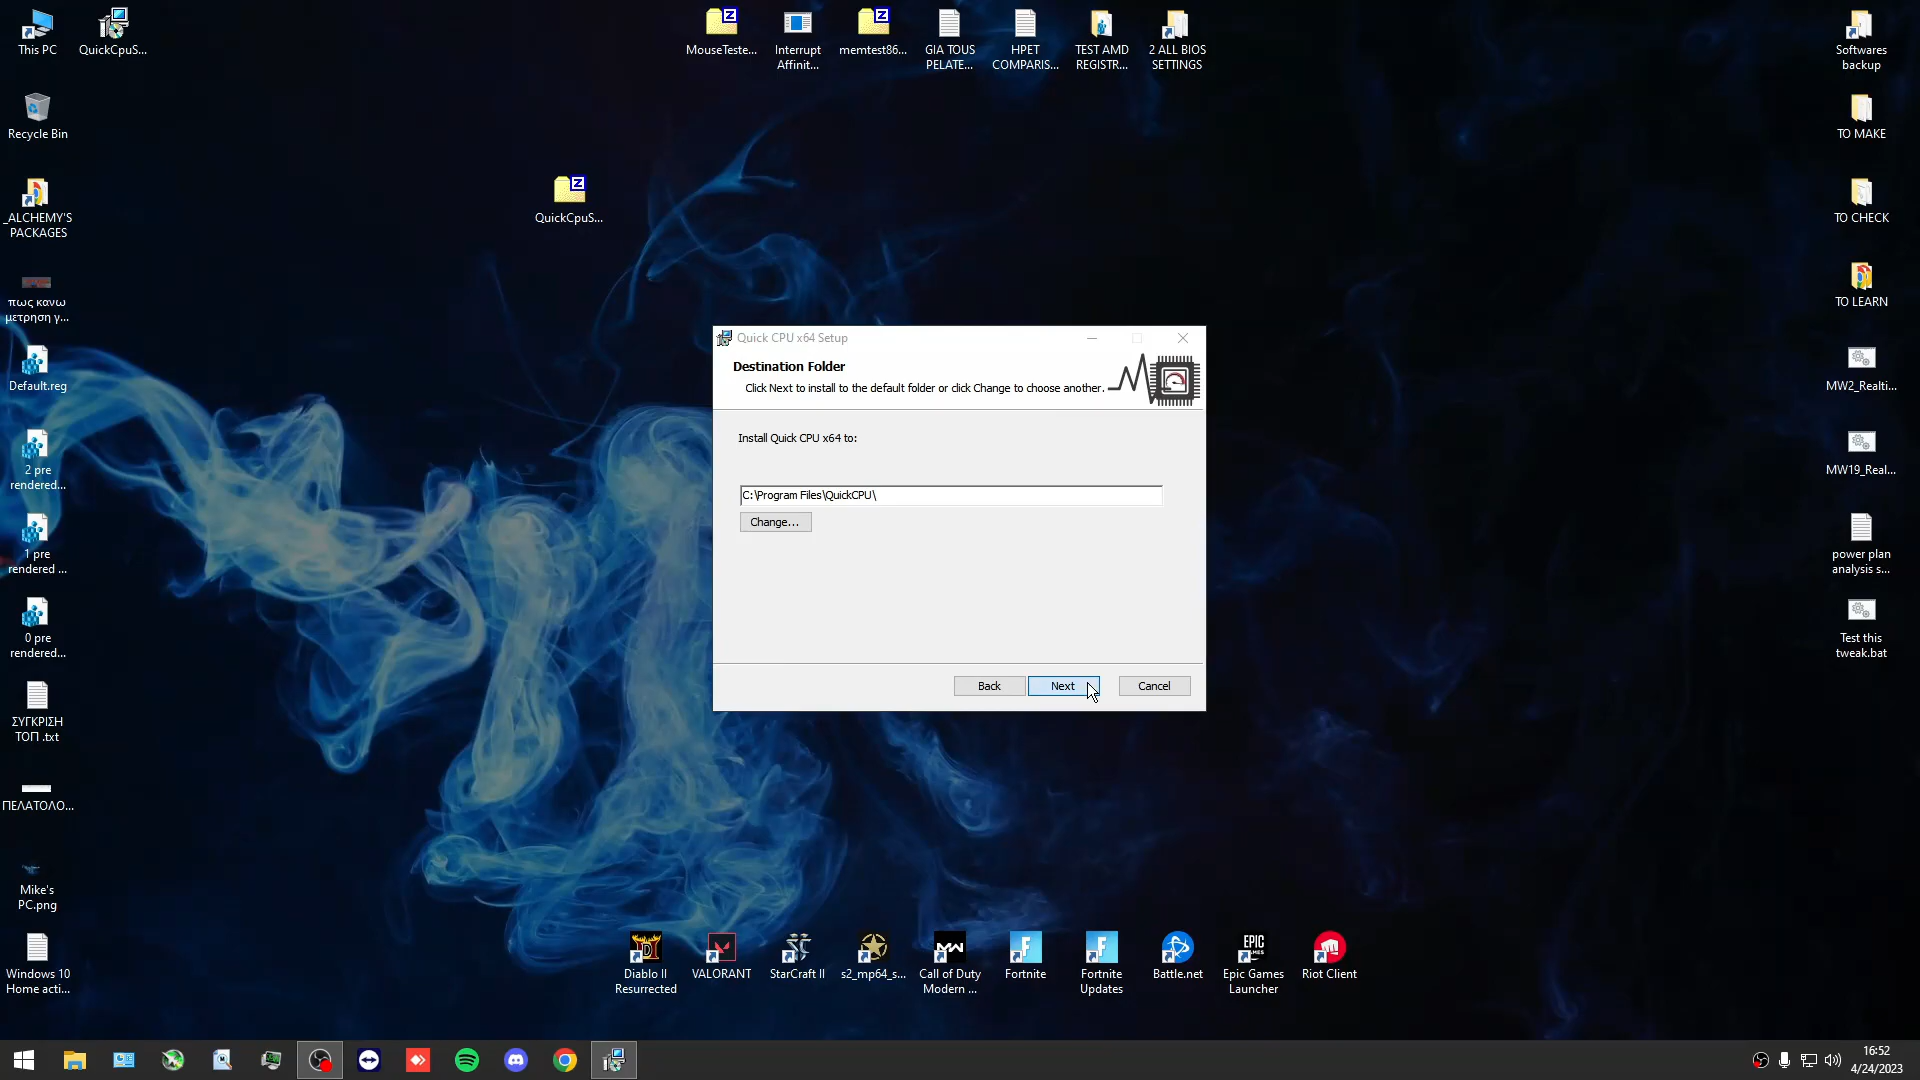 This PC
QuickCpuS...
MouseTeste...
Interrupt
Affinit...
memtest86...
GIA TOUS
PELATE...
HPET
COMPARIS...
TEST AMD
REGISTR...
2 ALL BIOS
SETTINGS
Softwares
backup
Recycle Bin
TO MAKE
_ALCHEMY'S
PACKAGES
QuickCpuS...
TO CHECK
πως κανω
μετρηση γ...
TO LEARN
Default.reg
MW2_Realti...
2 pre
rendered...
MW19_Real...
1 pre
rendered ...
power plan
analysis s...
0 pre
rendered...
Test this
tweak.bat
ΣΥΓΚΡΙΣΗ
ΤΟΠ .txt
ΠΕΛΑΤΟΛΟ...
Mike's
PC.png
Windows 10
Home acti...
Quick CPU x64 Setup
Destination Folder
Click Next to install to the default folder or click Change to choose another.
Install Quick CPU x64 to:
C:\Program Files\QuickCPU\
Change...
Back
Next
Cancel
Diablo II
Resurrected
VALORANT
StarCraft II
s2_mp64_s...
Call of Duty
Modern ...
Fortnite
Fortnite
Updates
Battle.net
Epic Games
Launcher
Riot Client
16:52
4/24/2023